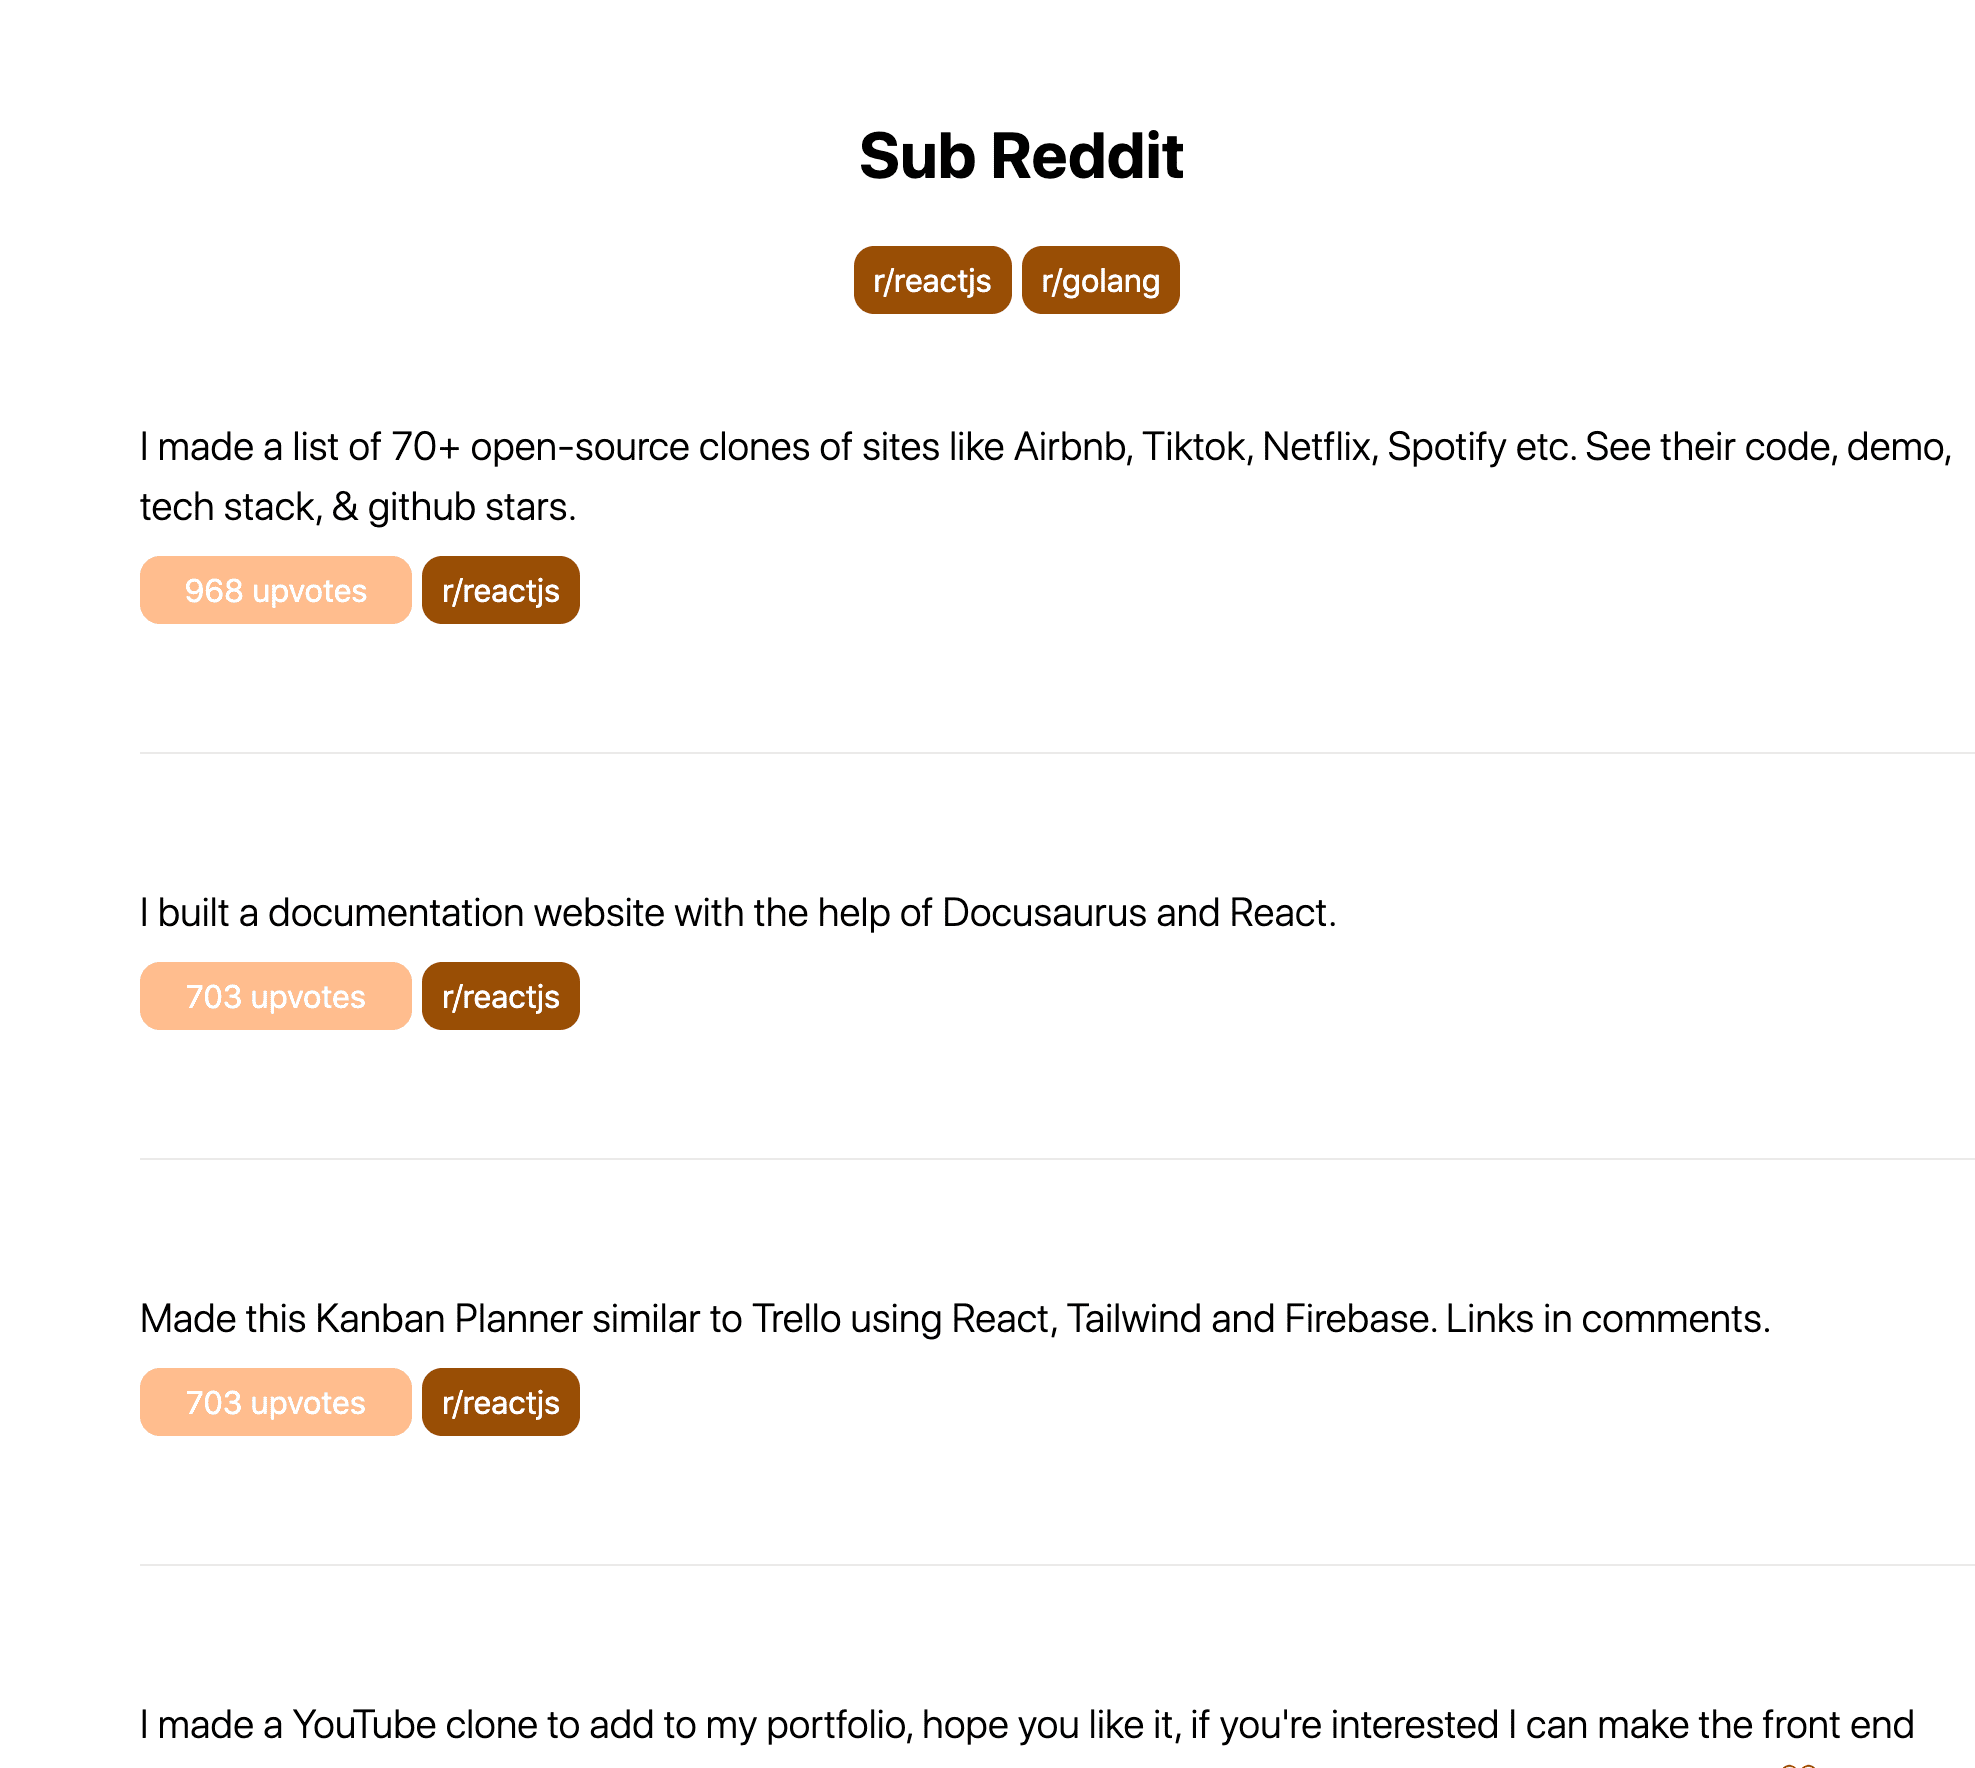 Sub Reddit
r/reactjs r/golang
I made a list of 70+ open-source clones of sites like Airbnb, Tiktok, Netflix, Spotify etc. See their code, demo,
tech stack, & github stars.
968 upvotes r/reactjs
I built a documentation website with the help of Docusaurus and React.
703 upvotes r/reactjs
Made this Kanban Planner similar to Trello using React, Tailwind and Firebase. Links in comments.
703 upvotes r/reactjs
I made a YouTube clone to add to my portfolio, hope you like it, if you're interested I can make the front end